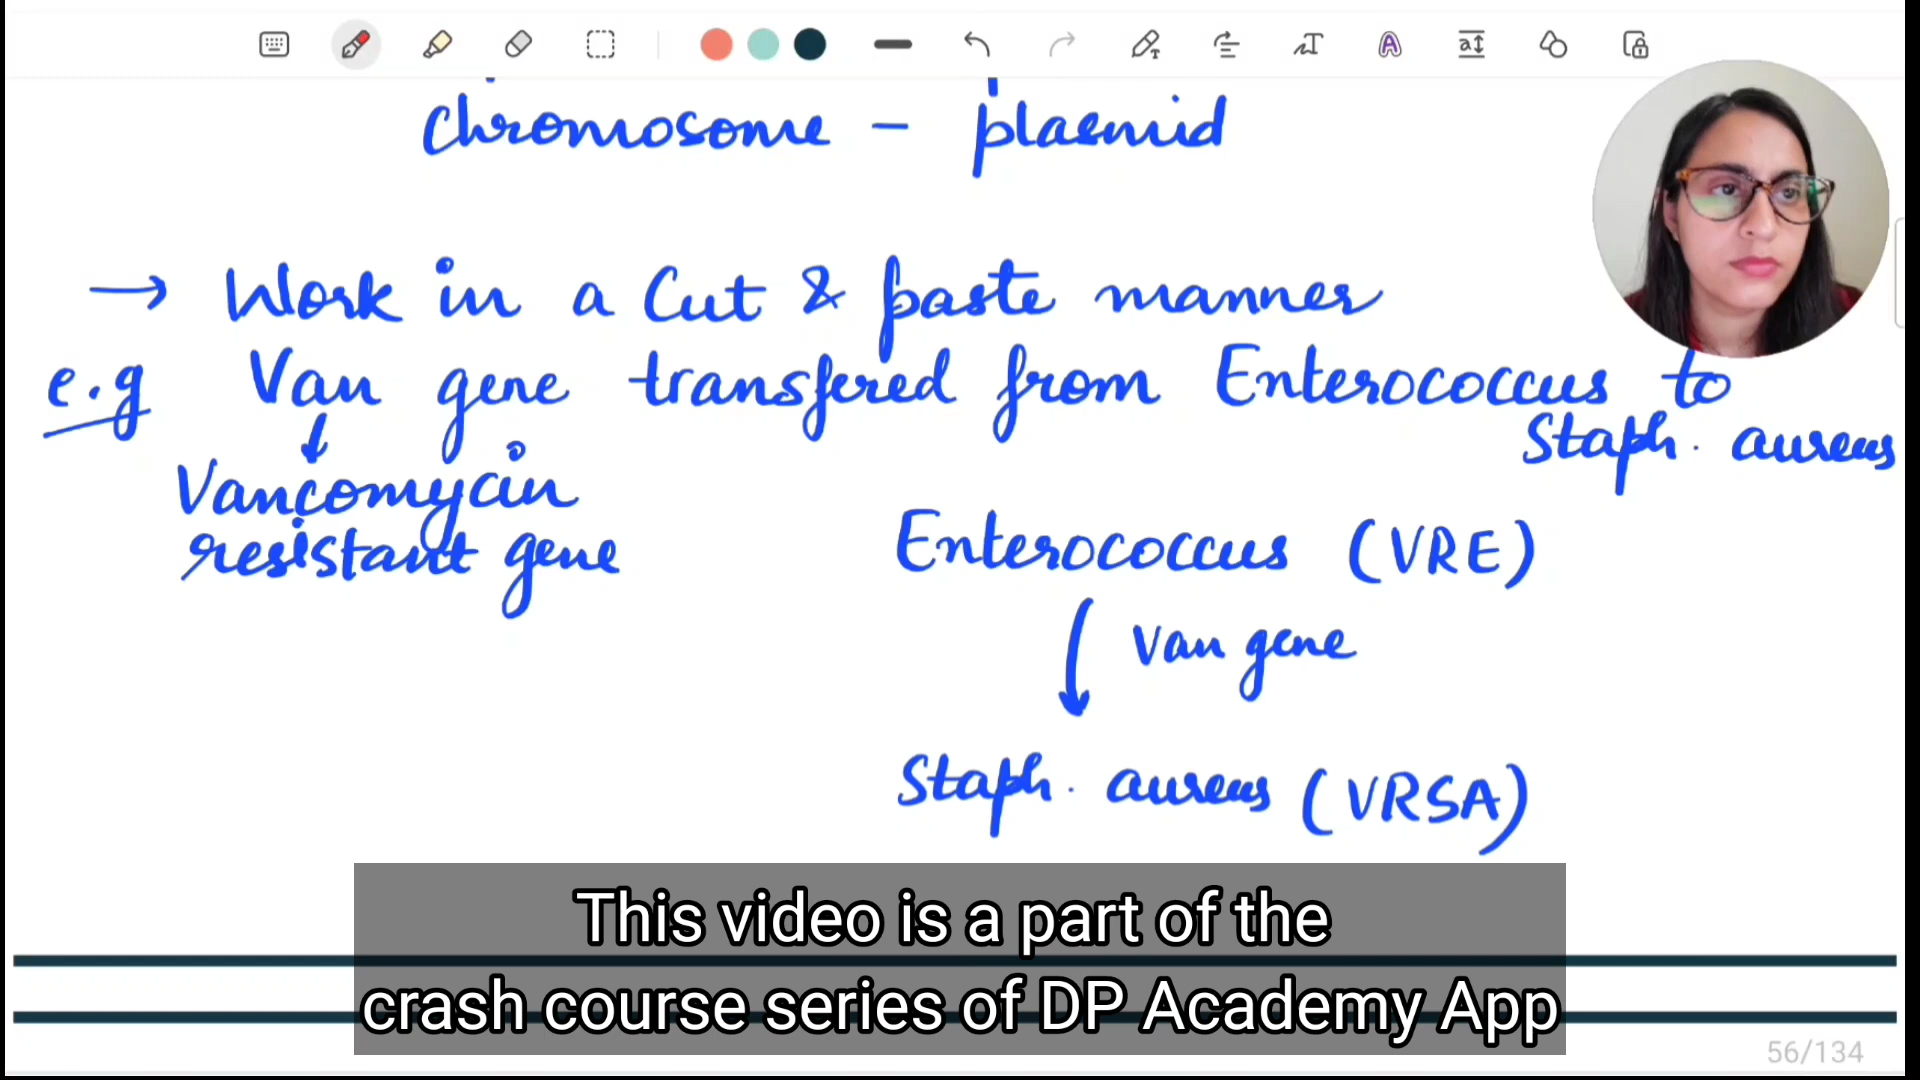 chromosome - plasmid
→ Work in a Cut & paste manner
e.g Van gene transfered from Enterococcus to
Staph. aureus
Vancomycin
resistant gene
Enterococcus (VRE)
Van gene
Staph. aureus (VRSA)
This video is a part of the
crash course series of DP Academy App
56/134